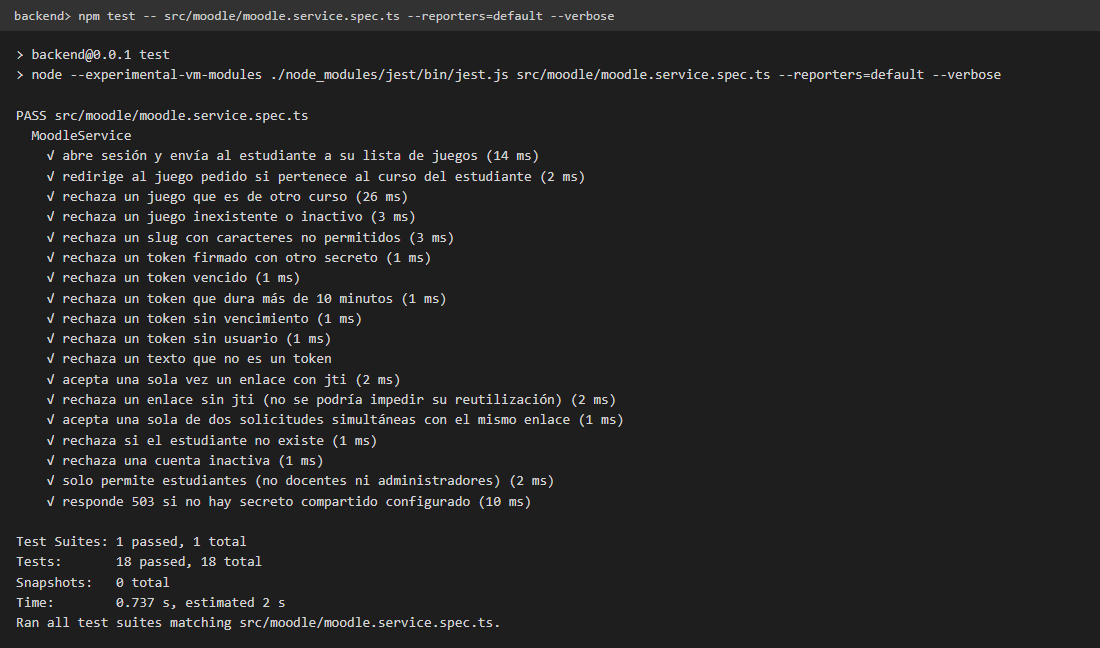 backend> npm test -- src/moodle/moodle.service.spec.ts --reporters=default --verbose
> backend@0.0.1 test
> node --experimental-vm-modules ./node_modules/jest/bin/jest.js src/moodle/moodle.service.spec.ts --reporters=default --verbose
PASS src/moodle/moodle.service.spec.ts
MoodleService
√ abre sesión y envía al estudiante a su lista de juegos (14 ms)
√ redirige al juego pedido si pertenece al curso del estudiante (2 ms)
√ rechaza un juego que es de otro curso (26 ms)
√ rechaza un juego inexistente o inactivo (3 ms)
√ rechaza un slug con caracteres no permitidos (3 ms)
√ rechaza un token firmado con otro secreto (1 ms)
√ rechaza un token vencido (1 ms)
√ rechaza un token que dura más de 10 minutos (1 ms)
√ rechaza un token sin vencimiento (1 ms)
√ rechaza un token sin usuario (1 ms)
√ rechaza un texto que no es un token
√ acepta una sola vez un enlace con jti (2 ms)
√ rechaza un enlace sin jti (no se podría impedir su reutilización) (2 ms)
√ acepta una sola de dos solicitudes simultáneas con el mismo enlace (1 ms)
√ rechaza si el estudiante no existe (1 ms)
√ rechaza una cuenta inactiva (1 ms)
√ solo permite estudiantes (no docentes ni administradores) (2 ms)
√ responde 503 si no hay secreto compartido configurado (10 ms)
Test Suites: 1 passed, 1 total
Tests: 18 passed, 18 total
Snapshots: 0 total
Time: 0.737 s, estimated 2 s
Ran all test suites matching src/moodle/moodle.service.spec.ts.